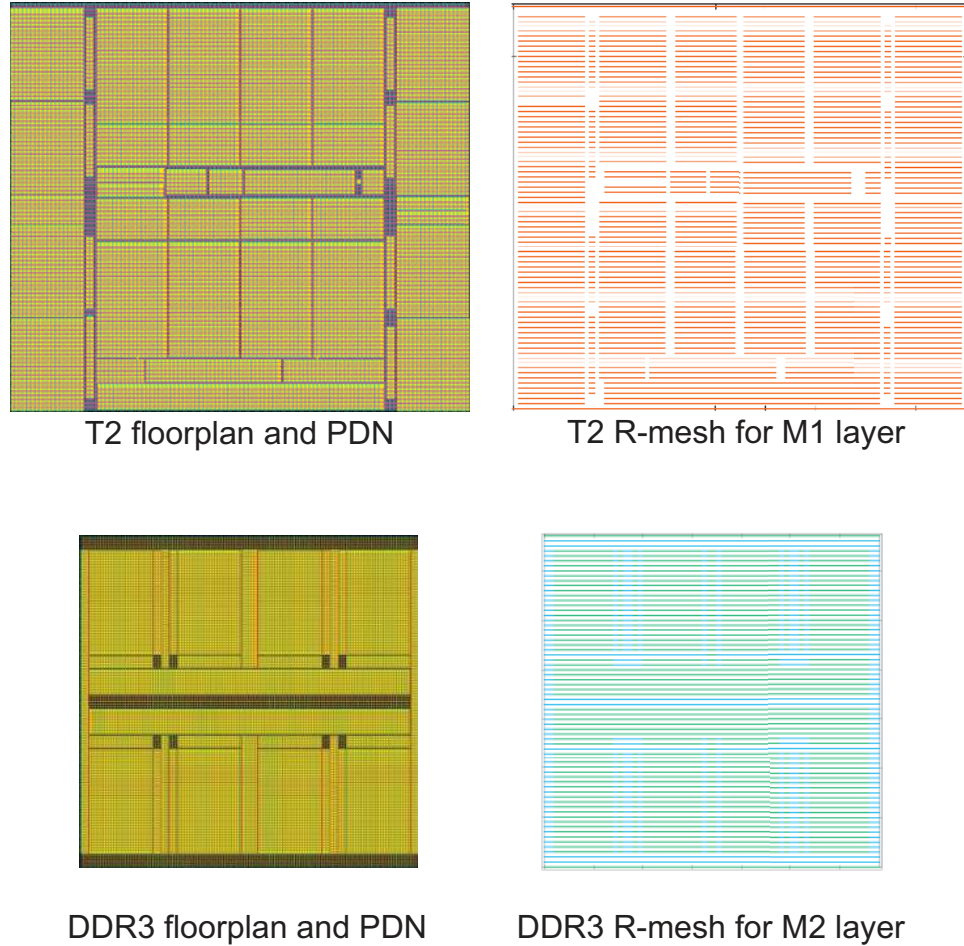 T2 floorplan and PDN
T2 R-mesh for M1 layer
DDR3 floorplan and PDN
DDR3 R-mesh for M2 layer